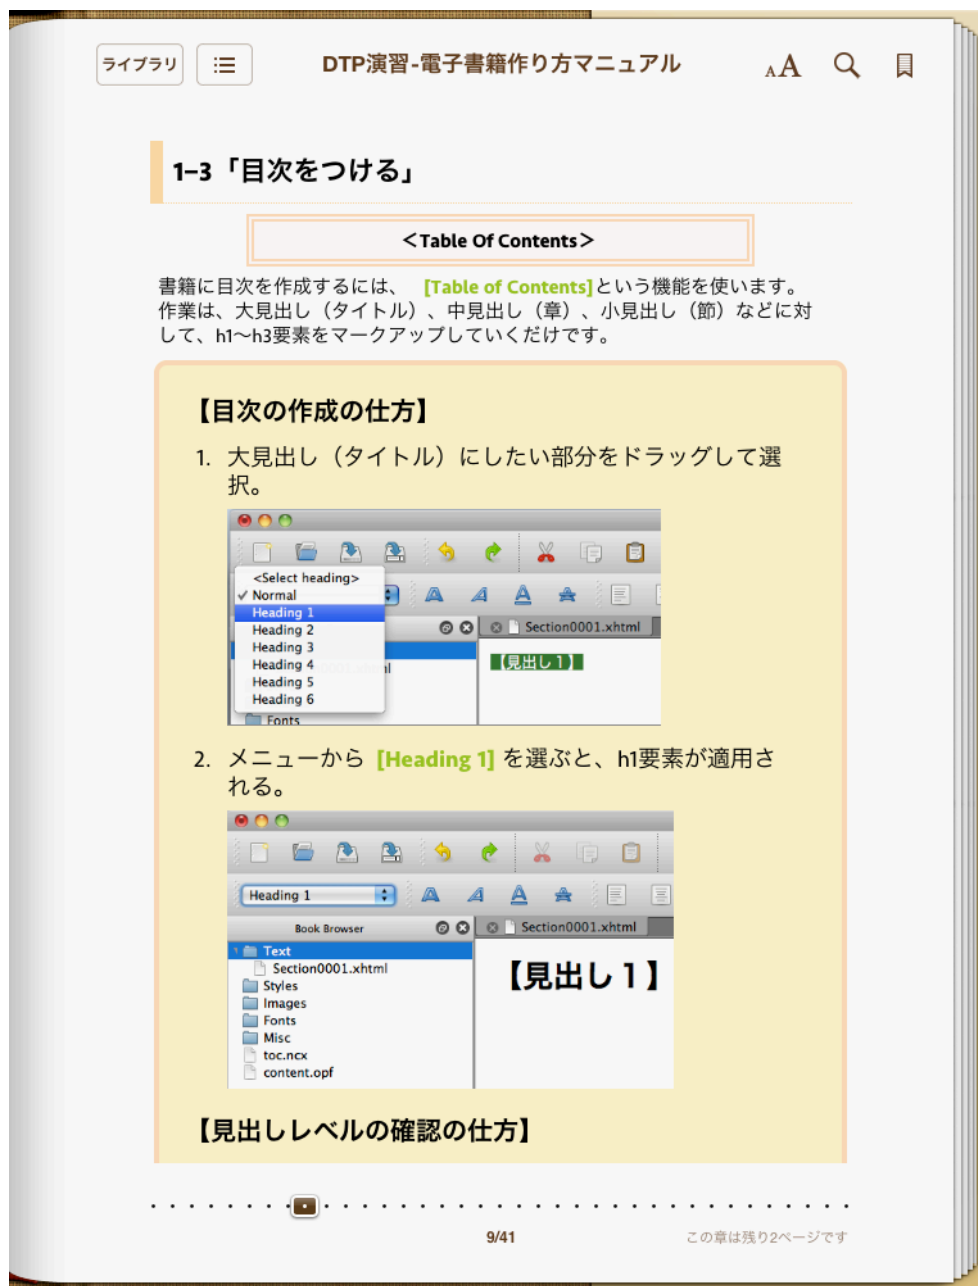 ライブラリ
DTP演習-電子書籍作り方マニュアル
AA
1–3「目次をつける」
＜Table Of Contents＞
書籍に目次を作成するには、 [Table of Contents]という機能を使います。
作業は、大見出し（タイトル）、中見出し（章）、小見出し（節）などに対
して、h1〜h3要素をマークアップしていくだけです。
【目次の作成の仕方】
1. 大見出し（タイトル）にしたい部分をドラッグして選
択。
<Select heading>
✓ Normal
Heading 1
Heading 2
Heading 3
Heading 4
Heading 5
Heading 6
Fonts
Section0001.xhtml
【見出し１】
2. メニューから [Heading 1] を選ぶと、h1要素が適用さ
れる。
Heading 1
Book Browser
Section0001.xhtml
Text
Section0001.xhtml
Styles
Images
Fonts
Misc
toc.ncx
content.opf
【見出し１】
【見出しレベルの確認の仕方】
9/41
この章は残り2ページです